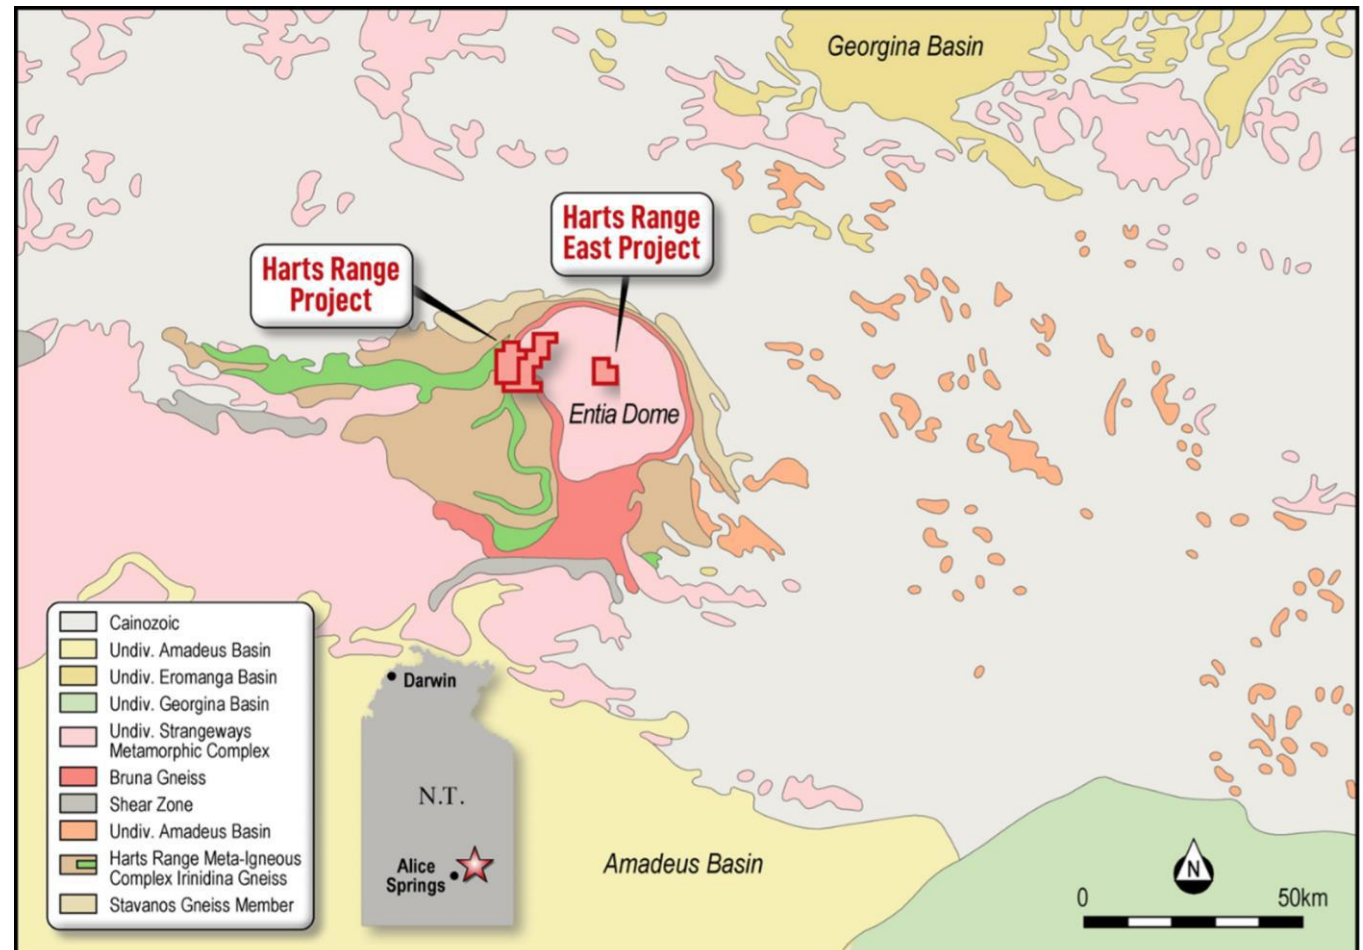 Georgina Basin
Harts Range
East Project
Harts Range
Project
Entia Dome
Cainozoic
Undiv. Amadeus Basin
Undiv. Eromanga Basin
Undiv. Georgina Basin
Undiv. Strangeways
Metamorphic Complex
Bruna Gneiss
Shear Zone
Undiv. Amadeus Basin
Harts Range Meta-Igneous
Complex Irinidina Gneiss
Stavanos Gneiss Member
Darwin
N.T.
Alice
Springs
Amadeus Basin
N
0 50km